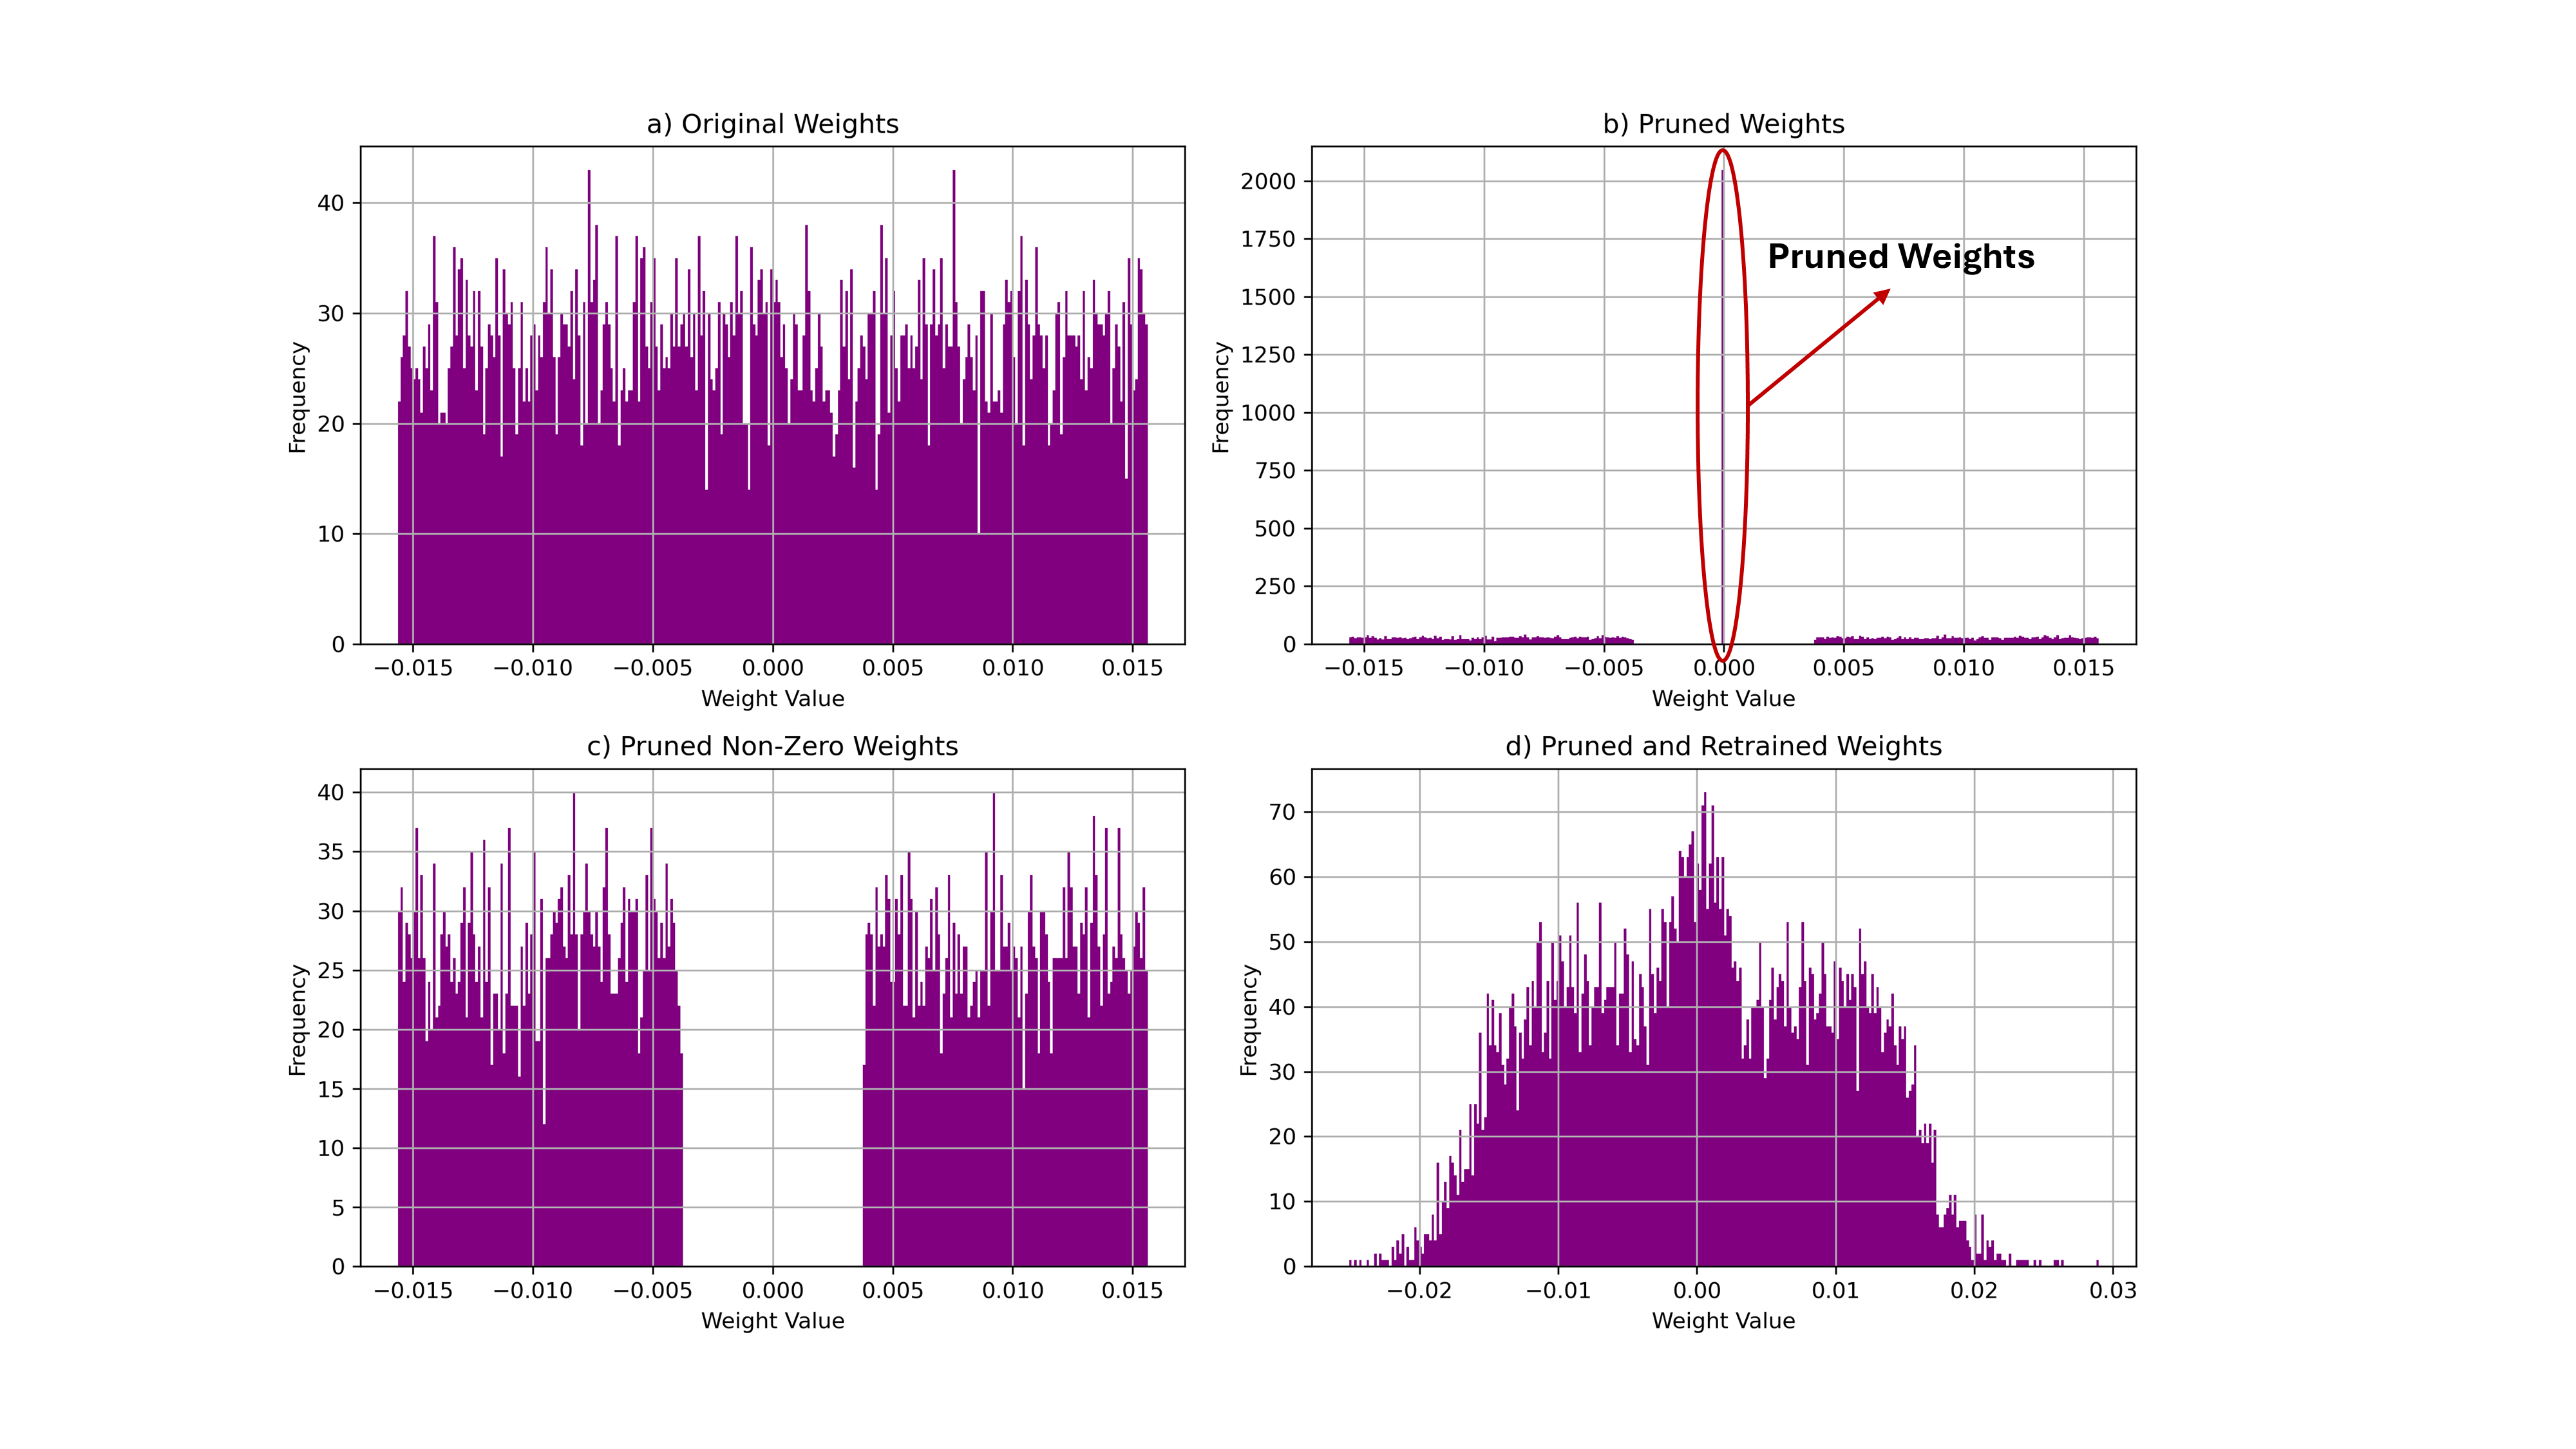 a) Original Weights
Frequency
40
30
20
10
0
−0.015 −0.010 −0.005 0.000 0.005 0.010 0.015
Weight Value
b) Pruned Weights
Frequency
2000
1750
1500
1250
1000
750
500
250
0
Pruned Weights
−0.015 −0.010 −0.005 0.000 0.005 0.010 0.015
Weight Value
c) Pruned Non-Zero Weights
Frequency
40
35
30
25
20
15
10
5
0
−0.015 −0.010 −0.005 0.000 0.005 0.010 0.015
Weight Value
d) Pruned and Retrained Weights
Frequency
70
60
50
40
30
20
10
0
−0.02 −0.01 0.00 0.01 0.02 0.03
Weight Value